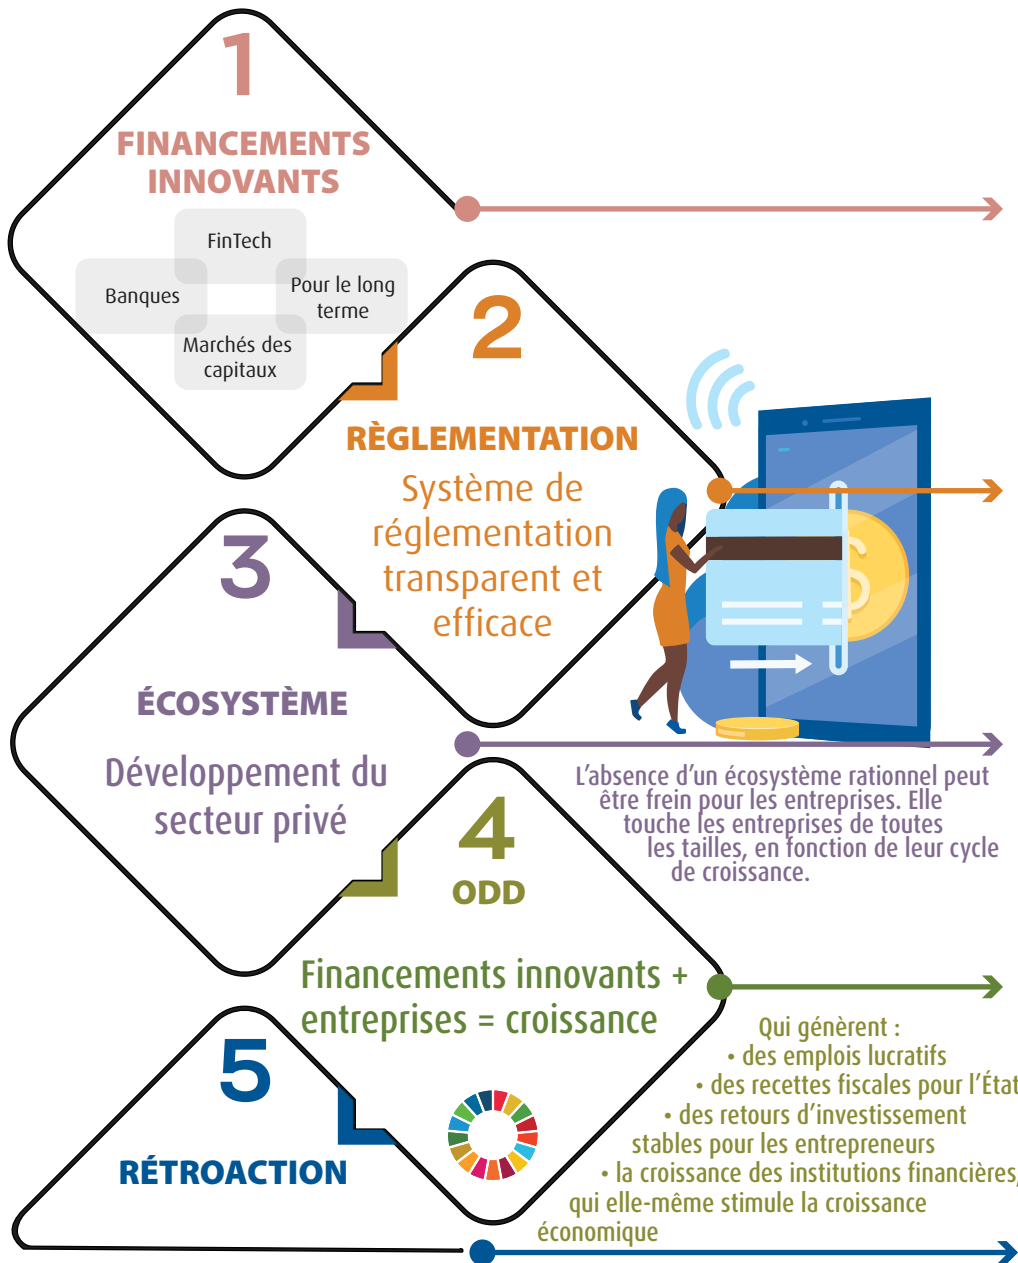 1
FINANCEMENTS
INNOVANTS
FinTech
Banques
Pour le long
terme
Marchés des
capitaux
2
RÈGLEMENTATION
Système de
réglementation
transparent et
efficace
$
3
ÉCOSYSTÈME
Développement du
secteur privé
L’absence d’un écosystème rationnel peut
être frein pour les entreprises. Elle
touche les entreprises de toutes
les tailles, en fonction de leur cycle
de croissance.
4
ODD
Financements innovants +
entreprises = croissance
Qui génèrent :
• des emplois lucratifs
• des recettes fiscales pour l’État
• des retours d’investissement
stables pour les entrepreneurs
• la croissance des institutions financières,
qui elle-même stimule la croissance
économique
5
RÉTROACTION